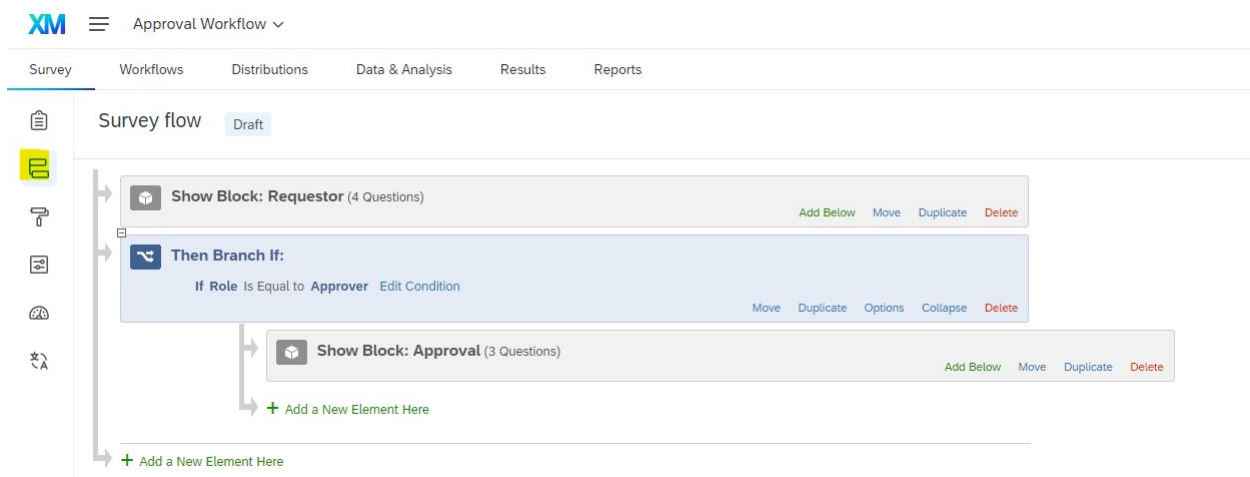 XM Approval Workflow
Survey Workflows Distributions Data & Analysis Results Reports
Survey flow Draft
Show Block: Requestor (4 Questions)
Add Below Move Duplicate Delete
Then Branch If:
If Role Is Equal to Approver Edit Condition
Move Duplicate Options Collapse Delete
Show Block: Approval (3 Questions)
Add Below Move Duplicate Delete
+ Add a New Element Here
+ Add a New Element Here